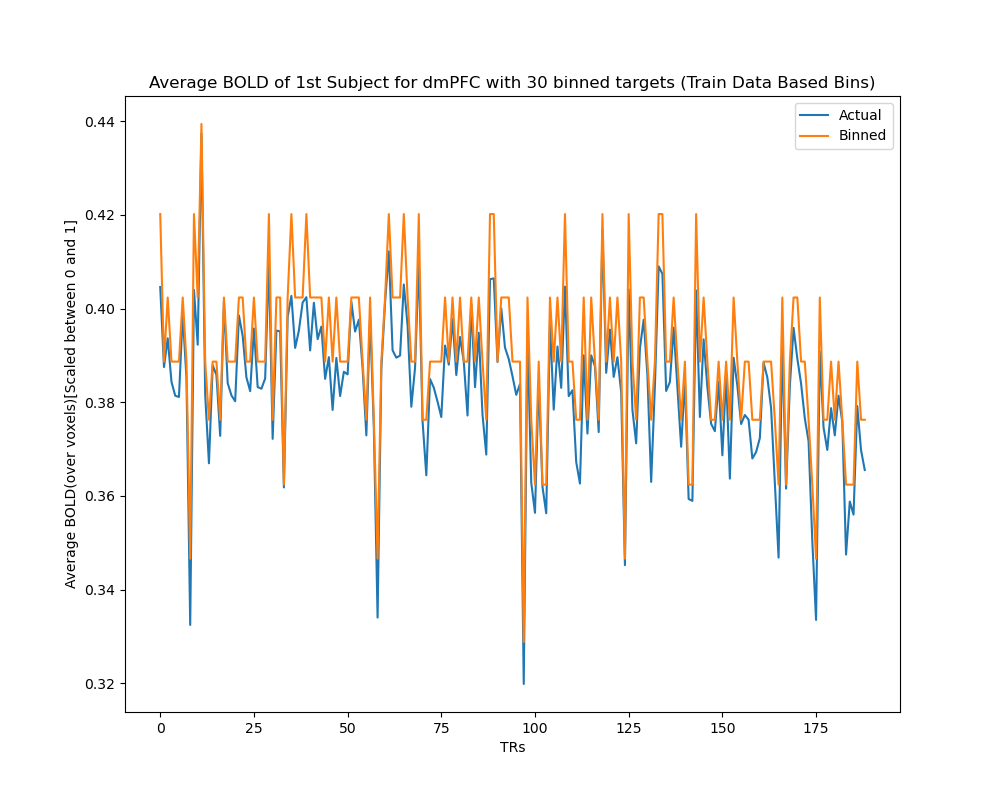 Average BOLD of 1st Subject for dmPFC with 30 binned targets (Train Data Based Bins)
Actual
Binned
Average BOLD(over voxels)[Scaled between 0 and 1]
0.44
0.42
0.40
0.38
0.36
0.34
0.32
0 25 50 75 100 125 150 175
TRs